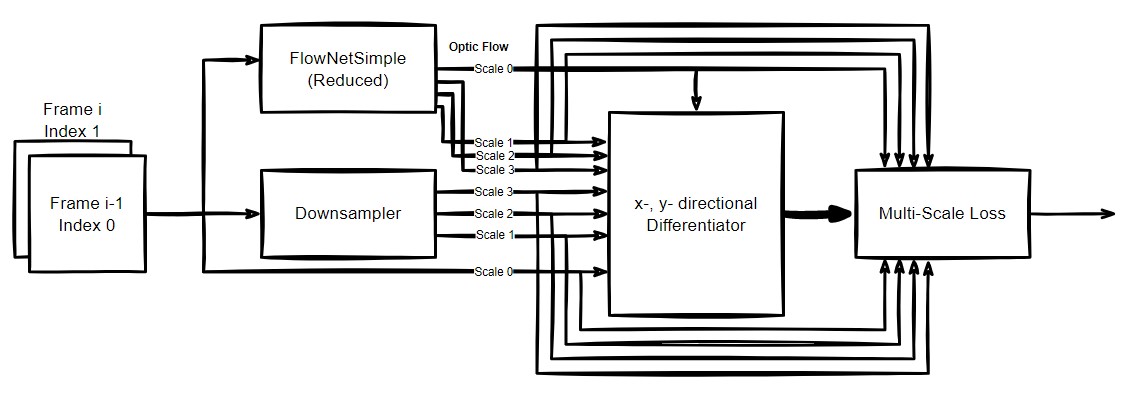 Frame i
Index 1
Frame i-1
Index 0
FlowNetSimple
(Reduced)
Downsampler
Optic Flow
Scale 0
Scale 1
Scale 2
Scale 3
Scale 3
Scale 2
Scale 1
Scale 0
x-, y- directional
Differentiator
Multi-Scale Loss